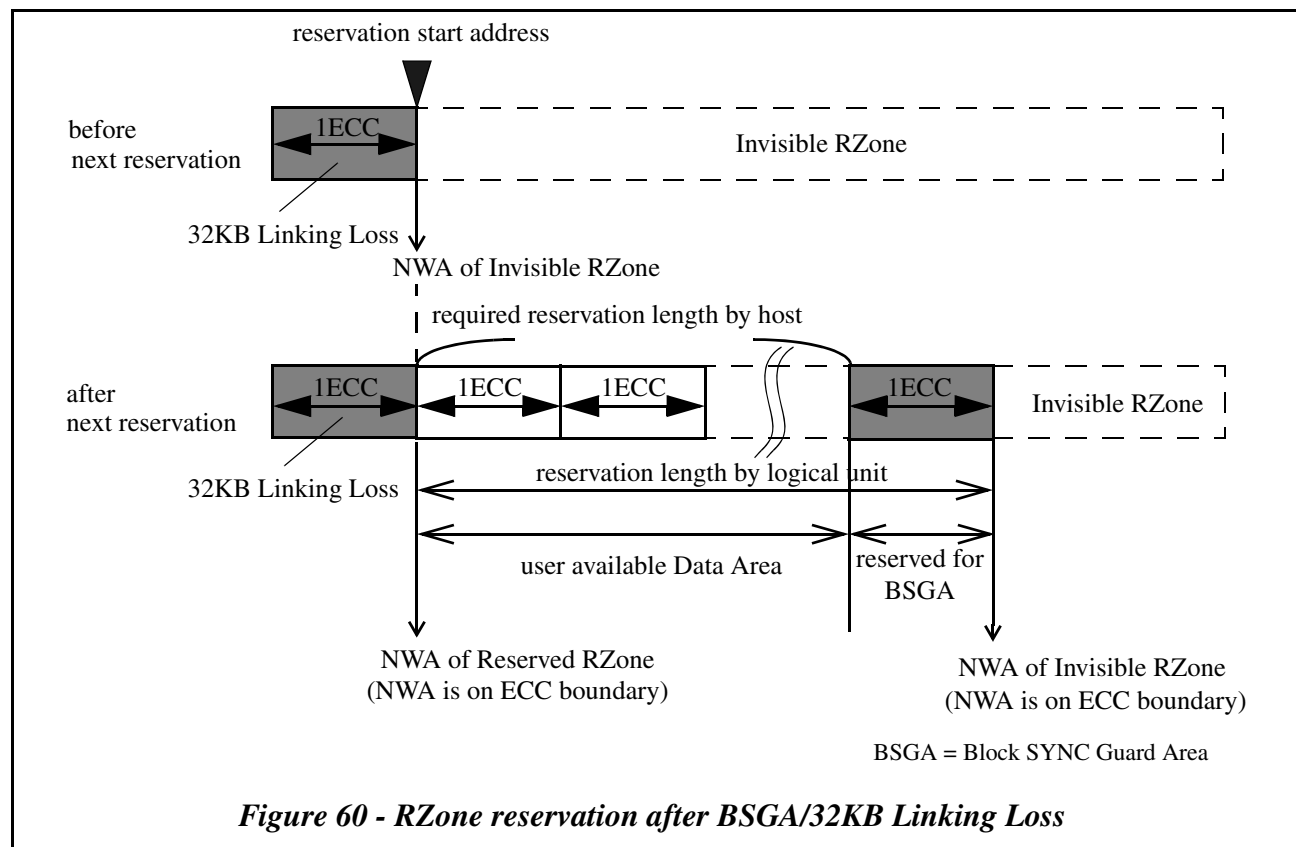 reservation start address
before
next reservation
1ECC
Invisible RZone
32KB Linking Loss
NWA of Invisible RZone
required reservation length by host
after
next reservation
1ECC
1ECC
1ECC
1ECC
Invisible RZone
32KB Linking Loss
reservation length by logical unit
user available Data Area
reserved for
BSGA
NWA of Reserved RZone
(NWA is on ECC boundary)
NWA of Invisible RZone
(NWA is on ECC boundary)
BSGA = Block SYNC Guard Area
Figure 60 - RZone reservation after BSGA/32KB Linking Loss